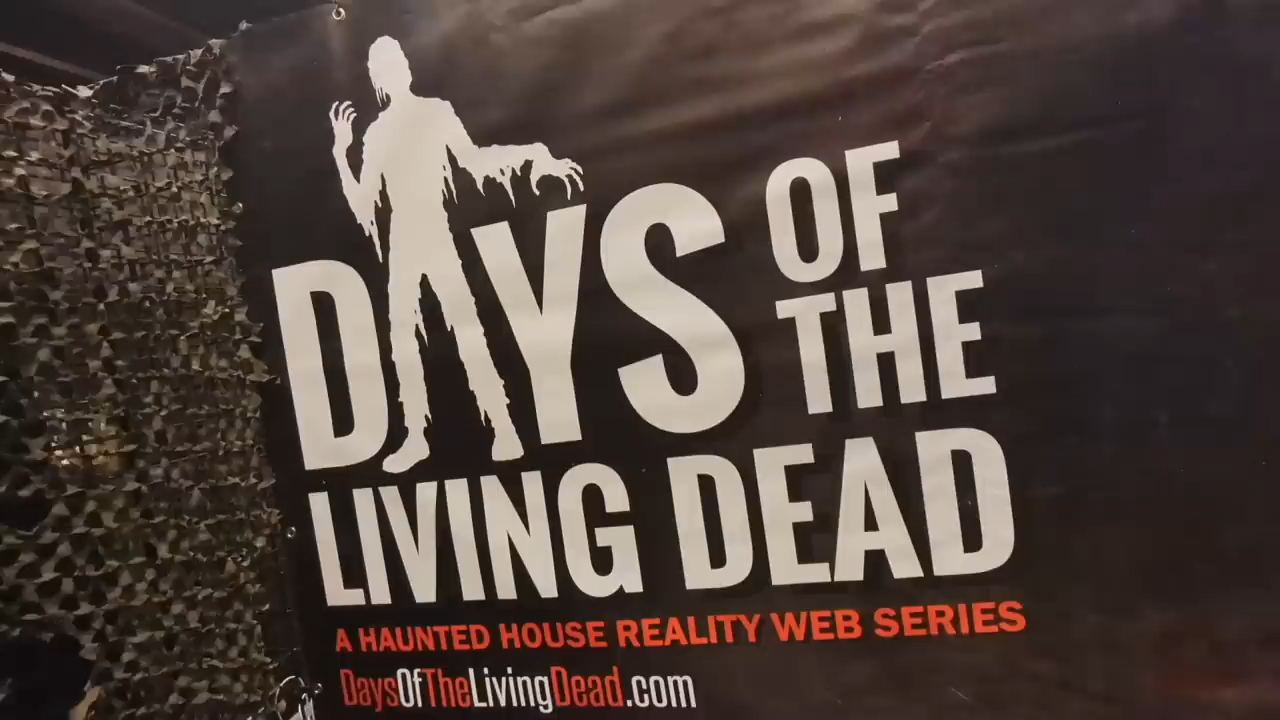 DAYS OF THE
LIVING DEAD
A HAUNTED HOUSE REALITY WEB SERIES
DaysOfTheLivingDead.com